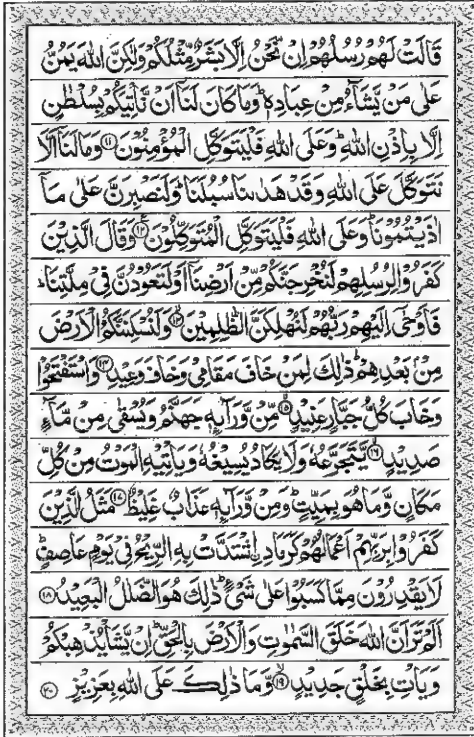 قَالَتْ لَهُمْ رُسُلُهُمْ اِنْ نَّحْنُ اِلَّا بَشَرٌ مِّثْلُكُمْ وَلٰكِنَّ اللّٰهَ يَمُنُّ
عَلٰى مَنْ يَّشَآءُ مِنْ عِبَادِهٖ ؕ وَمَا كَانَ لَنَاۤ اَنْ نَّاْتِيَكُمْ بِسُلْطٰنٍ
اِلَّا بِاِذْنِ اللّٰهِ ؕ وَعَلَى اللّٰهِ فَلْيَتَوَكَّلِ الْمُؤْمِنُوْنَ ﴿۱۱﴾ وَمَا لَنَاۤ اَلَّا
نَتَوَكَّلَ عَلَى اللّٰهِ وَقَدْ هَدٰىنَا سُبُلَنَا ؕ وَلَنَصْبِرَنَّ عَلٰى مَاۤ
اٰذَيْتُمُوْنَا ؕ وَعَلَى اللّٰهِ فَلْيَتَوَكَّلِ الْمُتَوَكِّلُوْنَ ﴿۱۲﴾ وَقَالَ الَّذِيْنَ
كَفَرُوْا لِرُسُلِهِمْ لَنُخْرِجَنَّكُمْ مِّنْ اَرْضِنَاۤ اَوْ لَتَعُوْدُنَّ فِيْ مِلَّتِنَا ؕ
فَاَوْحٰۤى اِلَيْهِمْ رَبُّهُمْ لَنُهْلِكَنَّ الظّٰلِمِيْنَ ﴿۱۳﴾ وَلَنُسْكِنَنَّكُمُ الْاَرْضَ
مِنْۢ بَعْدِهِمْ ؕ ذٰلِكَ لِمَنْ خَافَ مَقَامِيْ وَخَافَ وَعِيْدِ ﴿۱۴﴾ وَاسْتَفْتَحُوْا
وَخَابَ كُلُّ جَبَّارٍ عَنِيْدٍ ﴿۱۵﴾ مِّنْ وَّرَآئِهٖ جَهَنَّمُ وَيُسْقٰى مِنْ مَّآءٍ
صَدِيْدٍ ﴿۱۶﴾ يَّتَجَرَّعُهٗ وَلَا يَكَادُ يُسِيْغُهٗ وَيَاْتِيْهِ الْمَوْتُ مِنْ كُلِّ
مَكَانٍ وَّمَا هُوَ بِمَيِّتٍ ؕ وَمِنْ وَّرَآئِهٖ عَذَابٌ غَلِيْظٌ ﴿۱۷﴾ مَثَلُ الَّذِيْنَ
كَفَرُوْا بِرَبِّهِمْ اَعْمَالُهُمْ كَرَمَادِ ِۨاشْتَدَّتْ بِهِ الرِّيْحُ فِيْ يَوْمٍ عَاصِفٍ ؕ
لَا يَقْدِرُوْنَ مِمَّا كَسَبُوْا عَلٰى شَيْءٍ ؕ ذٰلِكَ هُوَ الضَّلٰلُ الْبَعِيْدُ ﴿۱۸﴾
اَلَمْ تَرَ اَنَّ اللّٰهَ خَلَقَ السَّمٰوٰتِ وَالْاَرْضَ بِالْحَقِّ ؕ اِنْ يَّشَاْ يُذْهِبْكُمْ
وَيَاْتِ بِخَلْقٍ جَدِيْدٍ ﴿۱۹﴾ وَّمَا ذٰلِكَ عَلَى اللّٰهِ بِعَزِيْزٍ ﴿۲۰﴾